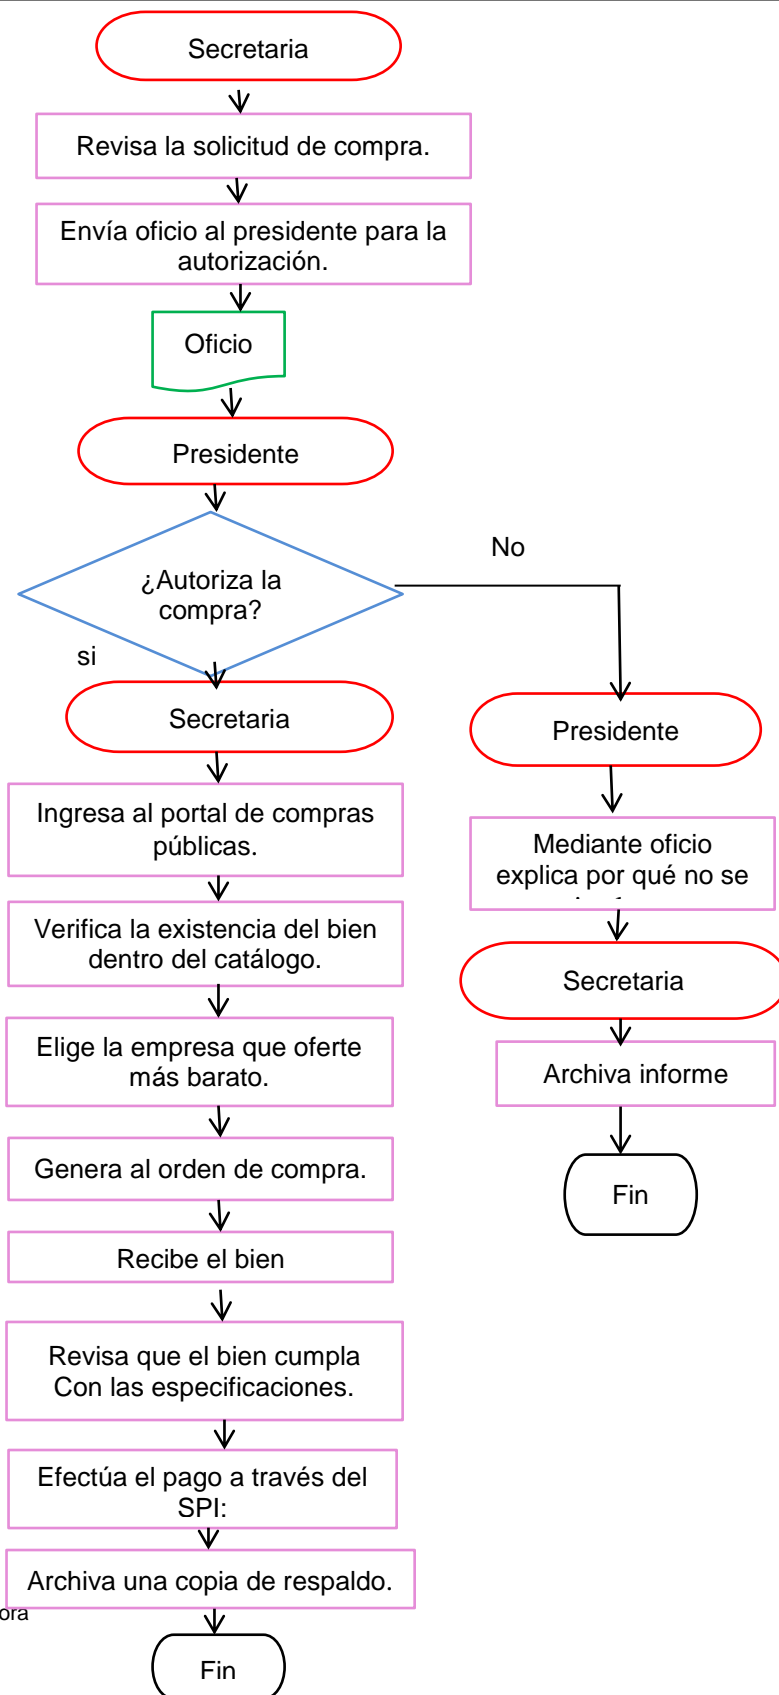 Secretaria
Revisa la solicitud de compra.
Envía oficio al presidente para la
autorización.
Oficio
Presidente
¿Autoriza la
compra?
No
si
Secretaria
Ingresa al portal de compras
públicas.
Verifica la existencia del bien
dentro del catálogo.
Elige la empresa que oferte
más barato.
Genera al orden de compra.
Recibe el bien
Revisa que el bien cumpla
Con las especificaciones.
Efectúa el pago a través del
SPI:
Archiva una copia de respaldo.
Fin
Presidente
Mediante oficio
explica por qué no se
Secretaria
Archiva informe
Fin